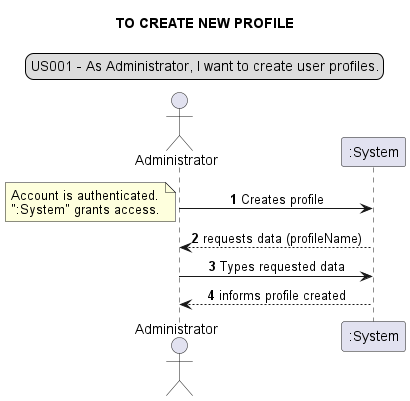 TO CREATE NEW PROFILE
US001 - As Administrator, I want to create user profiles.
Administrator
:System
Account is authenticated.
":System" grants access.
1 Creates profile
2 requests data (profileName)
3 Types requested data
4 informs profile created
Administrator
:System